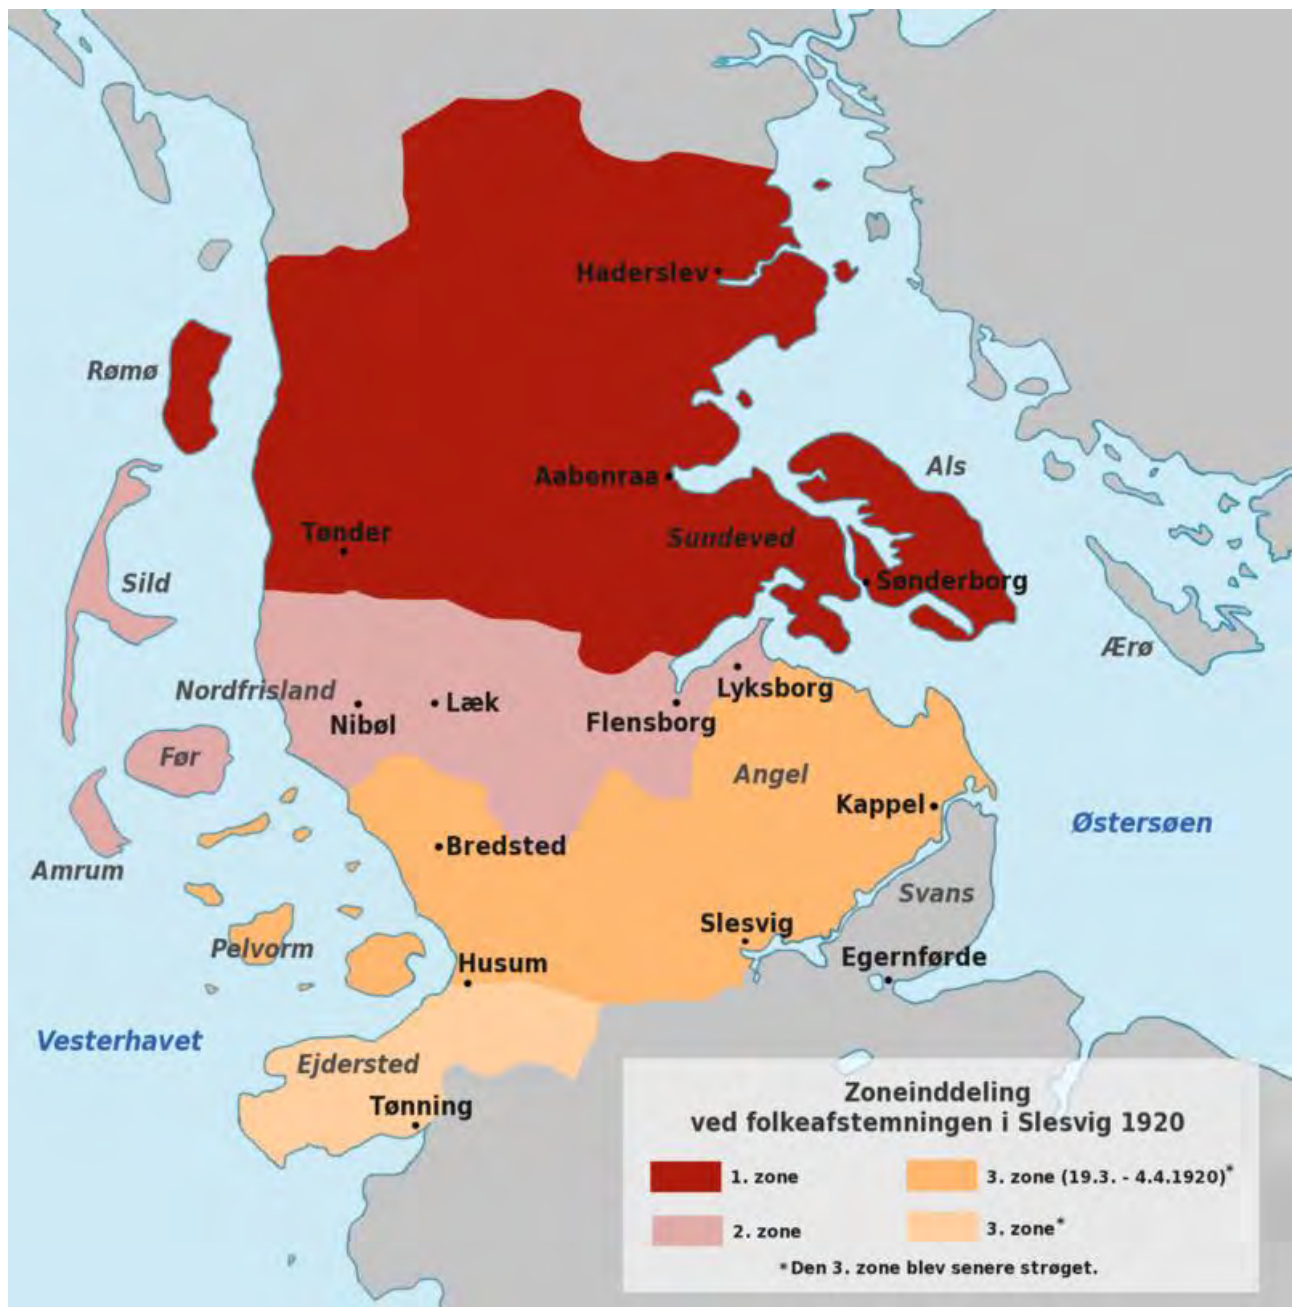 Haderslev
Rømø
Als
Aabenraa
Tønder
Sundeved
Sild
Sønderborg
Ærø
Nordfrisland
Læk
Lyksborg
Nibøl
Flensborg
Før
Angel
Kappel
Østersøen
Bredsted
Amrum
Svans
Slesvig
Pelvorm
Husum
Egernførde
Vesterhavet
Ejdersted
Tønning
Zoneinddeling
ved folkeafstemningen i Slesvig 1920
1. zone
3. zone (19.3. - 4.4.1920)*
2. zone
3. zone*
*Den 3. zone blev senere strøget.